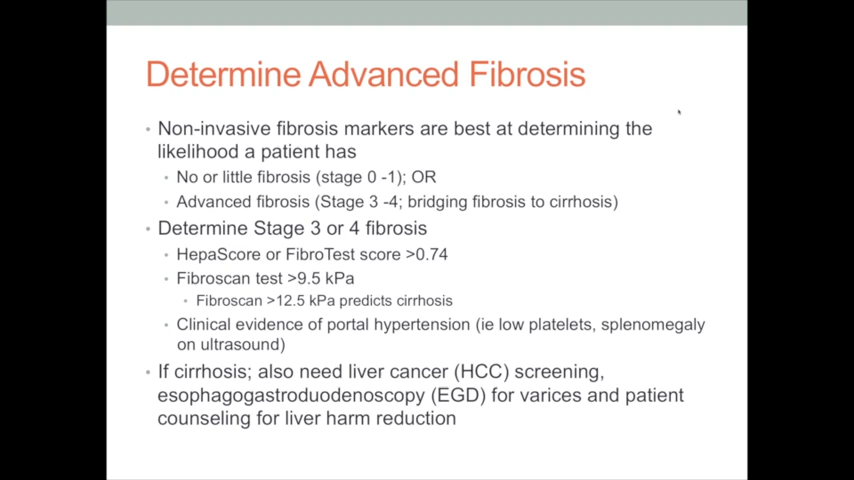 Determine Advanced Fibrosis
• Non-invasive fibrosis markers are best at determining the
likelihood a patient has
• No or little fibrosis (stage 0 -1); OR
• Advanced fibrosis (Stage 3 -4; bridging fibrosis to cirrhosis)
• Determine Stage 3 or 4 fibrosis
• HepaScore or FibroTest score >0.74
• Fibroscan test >9.5 kPa
• Fibroscan >12.5 kPa predicts cirrhosis
• Clinical evidence of portal hypertension (ie low platelets, splenomegaly
on ultrasound)
• If cirrhosis; also need liver cancer (HCC) screening,
esophagogastroduodenoscopy (EGD) for varices and patient
counseling for liver harm reduction